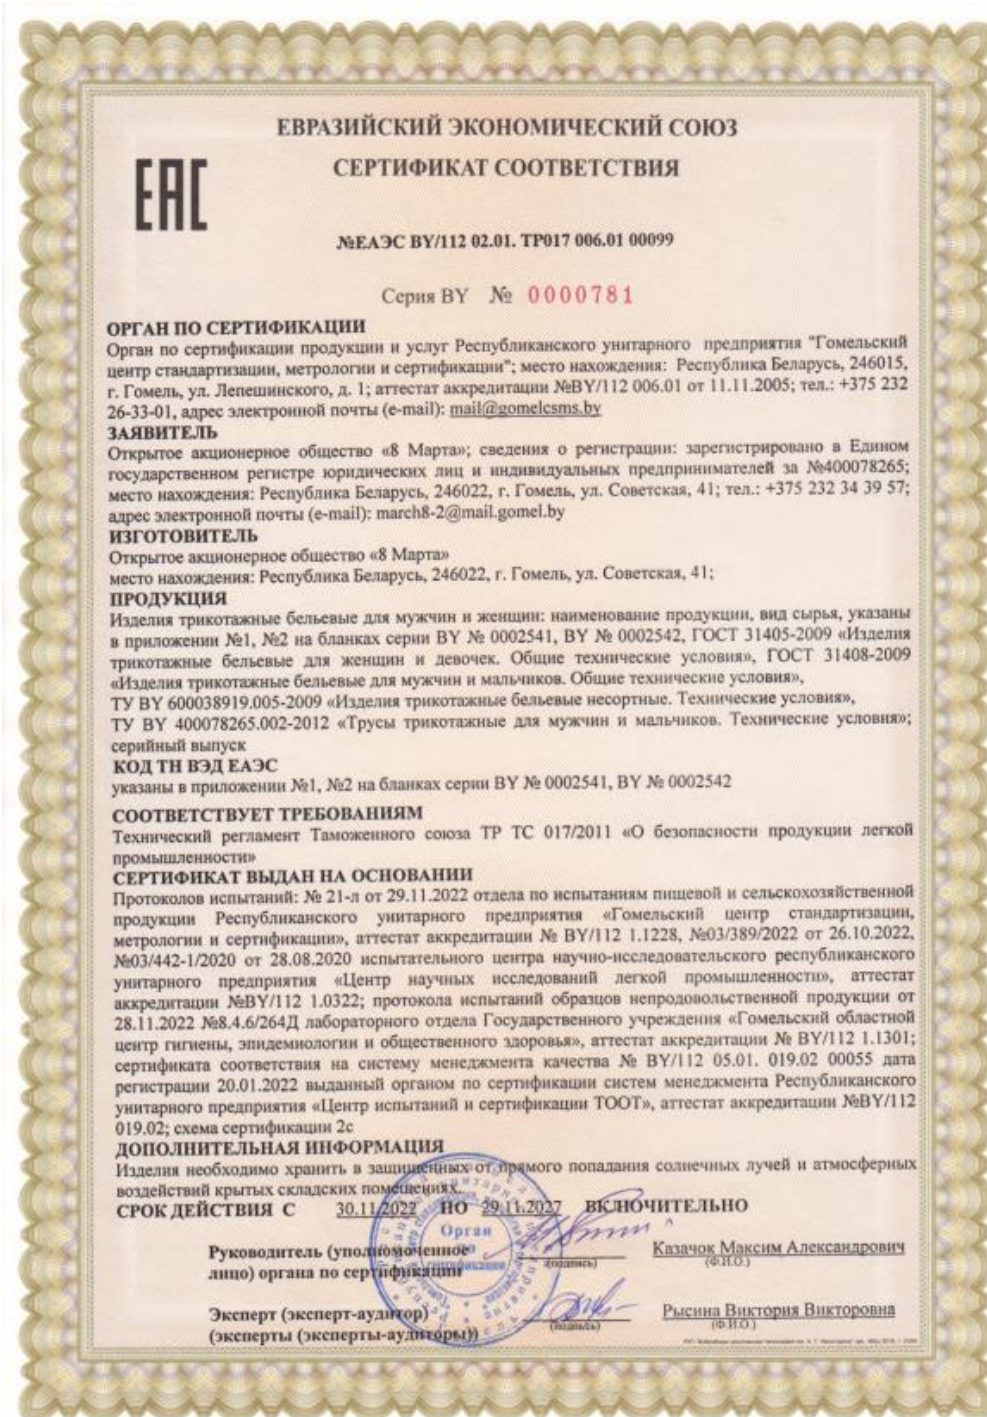 ЕВРАЗИЙСКИЙ ЭКОНОМИЧЕСКИЙ СОЮЗ
ЕАС
СЕРТИФИКАТ СООТВЕТСТВИЯ
№ЕАЭС BY/112 02.01. ТР017 006.01 00099
Серия BY № 0000781
ОРГАН ПО СЕРТИФИКАЦИИ
Орган по сертификации продукции и услуг Республиканского унитарного предприятия "Гомельский
центр стандартизации, метрологии и сертификации"; место нахождения: Республика Беларусь, 246015,
г. Гомель, ул. Лепешинского, д. 1; аттестат аккредитации №BY/112 006.01 от 11.11.2005; тел.: +375 232
26-33-01, адрес электронной почты (e-mail): mail@gomelcsms.by
ЗАЯВИТЕЛЬ
Открытое акционерное общество «8 Марта»; сведения о регистрации: зарегистрировано в Едином
государственном регистре юридических лиц и индивидуальных предпринимателей за №400078265;
место нахождения: Республика Беларусь, 246022, г. Гомель, ул. Советская, 41; тел.: +375 232 34 39 57;
адрес электронной почты (e-mail): march8-2@mail.gomel.by
ИЗГОТОВИТЕЛЬ
Открытое акционерное общество «8 Марта»
место нахождения: Республика Беларусь, 246022, г. Гомель, ул. Советская, 41;
ПРОДУКЦИЯ
Изделия трикотажные бельевые для мужчин и женщин: наименование продукции, вид сырья, указаны
в приложении №1, №2 на бланках серии BY № 0002541, BY № 0002542, ГОСТ 31405-2009 «Изделия
трикотажные бельевые для женщин и девочек. Общие технические условия», ГОСТ 31408-2009
«Изделия трикотажные бельевые для мужчин и мальчиков. Общие технические условия»,
ТУ BY 600038919.005-2009 «Изделия трикотажные бельевые несортные. Технические условия»,
ТУ BY 400078265.002-2012 «Трусы трикотажные для мужчин и мальчиков. Технические условия»;
серийный выпуск
КОД ТН ВЭД ЕАЭС
указаны в приложении №1, №2 на бланках серии BY № 0002541, BY № 0002542
СООТВЕТСТВУЕТ ТРЕБОВАНИЯМ
Технический регламент Таможенного союза ТР ТС 017/2011 «О безопасности продукции легкой
промышленности»
СЕРТИФИКАТ ВЫДАН НА ОСНОВАНИИ
Протоколов испытаний: № 21-л от 29.11.2022 отдела по испытаниям пищевой и сельскохозяйственной
продукции Республиканского унитарного предприятия «Гомельский центр стандартизации,
метрологии и сертификации», аттестат аккредитации № BY/112 1.1228, №03/389/2022 от 26.10.2022,
№03/442-1/2020 от 28.08.2020 испытательного центра научно-исследовательского республиканского
унитарного предприятия «Центр научных исследований легкой промышленности», аттестат
аккредитации №BY/112 1.0322; протокола испытаний образцов непродовольственной продукции от
28.11.2022 №8.4.6/264Д лабораторного отдела Государственного учреждения «Гомельский областной
центр гигиены, эпидемиологии и общественного здоровья», аттестат аккредитации № BY/112 1.1301;
сертификата соответствия на систему менеджмента качества № BY/112 05.01. 019.02 00055 дата
регистрации 20.01.2022 выданный органом по сертификации систем менеджмента Республиканского
унитарного предприятия «Центр испытаний и сертификации ТООТ», аттестат аккредитации №BY/112
019.02; схема сертификации 2с
ДОПОЛНИТЕЛЬНАЯ ИНФОРМАЦИЯ
Изделия необходимо хранить в защищенных от прямого попадания солнечных лучей и атмосферных
воздействий крытых складских помещениях.
СРОК ДЕЙСТВИЯ С 30.11.2022 ПО 29.11.2027 ВКЛЮЧИТЕЛЬНО
Орган
по
сертификации
Руководитель (уполномоченное
лицо) органа по сертификации
(подпись)
Казачок Максим Александрович
(Ф.И.О.)
Эксперт (эксперт-аудитор)
(эксперты (эксперты-аудиторы))
(подпись)
Рысина Виктория Викторовна
(Ф.И.О.)